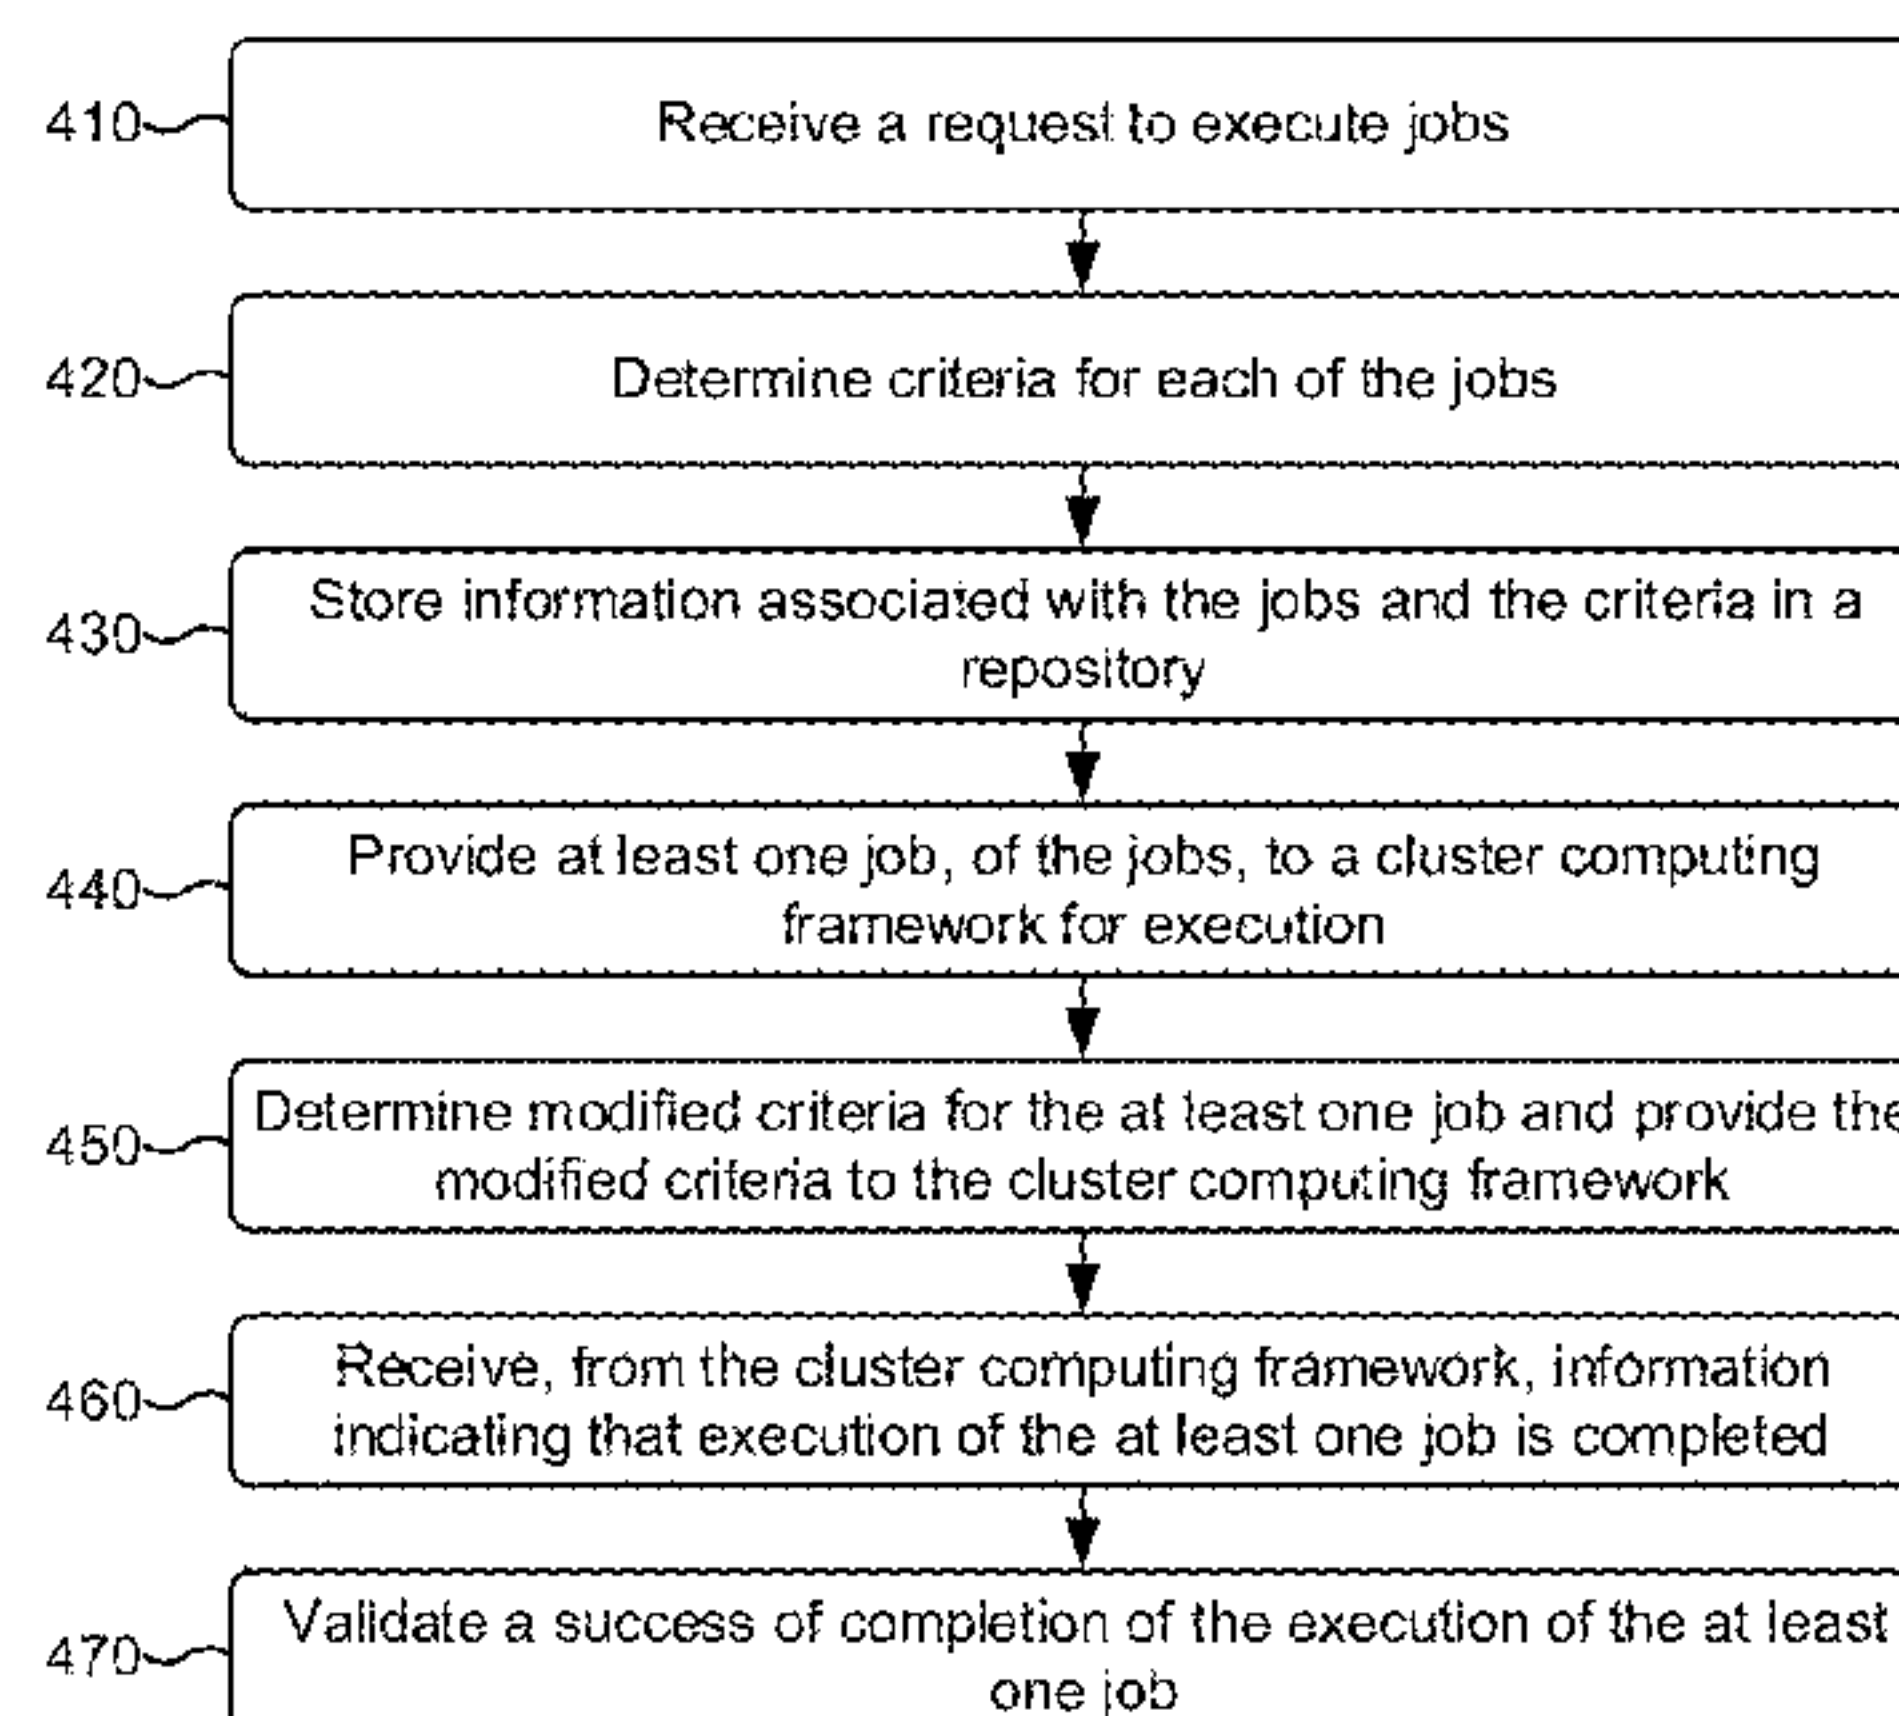 410
Receive a request to execute jobs
420
Determine criteria for each of the jobs
430
Store information associated with the jobs and the criteria in a
repository
440
Provide at least one job, of the jobs, to a cluster computing
framework for execution
450
Determine modified criteria for the at least one job and provide the
modified criteria to the cluster computing framework
460
Receive, from the cluster computing framework, information
indicating that execution of the at least one job is completed
470
Validate a success of completion of the execution of the at least
one job